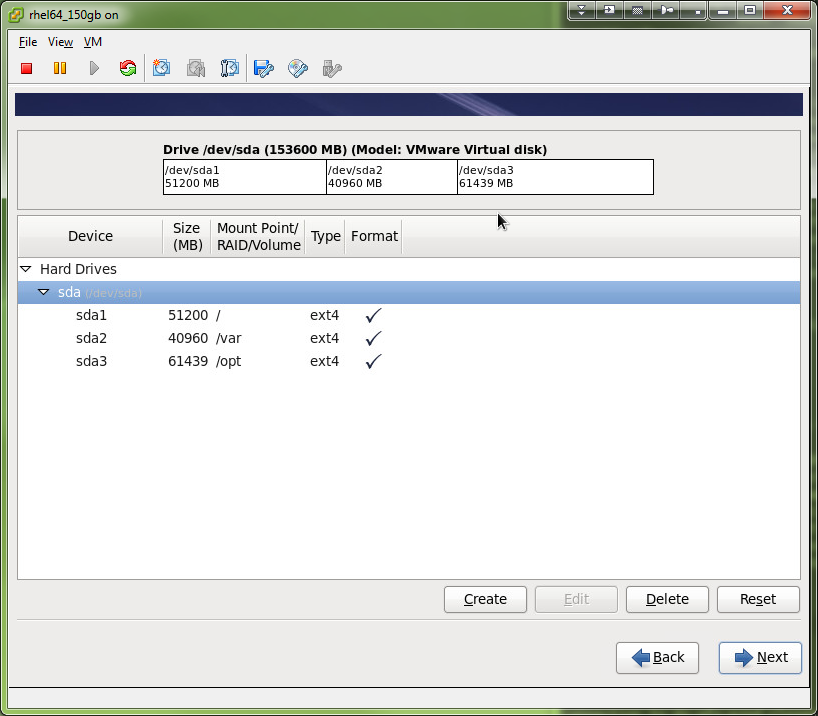 rhel64_150gb on
File View VM
Drive /dev/sda (153600 MB) (Model: VMware Virtual disk)
/dev/sda1 /dev/sda2 /dev/sda3
51200 MB 40960 MB 61439 MB
Device Size (MB) Mount Point/ RAID/Volume Type Format
Hard Drives
sda (/dev/sda)
sda1 51200 / ext4 ✓
sda2 40960 /var ext4 ✓
sda3 61439 /opt ext4 ✓
Create Edit Delete Reset
Back Next